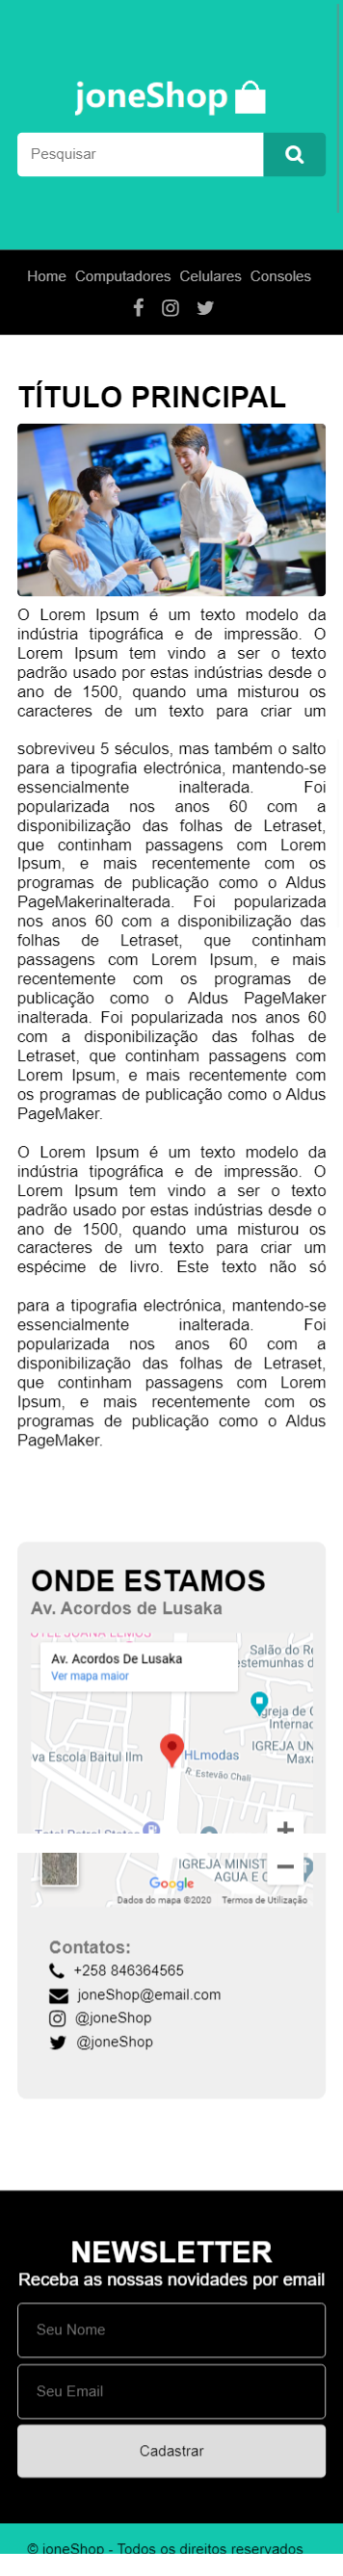 joneShop
Pesquisar
Home Computadores Celulares Consoles
TÍTULO PRINCIPAL
O Lorem Ipsum é um texto modelo da
indústria tipográfica e de impressão. O
Lorem Ipsum tem vindo a ser o texto
padrão usado por estas indústrias desde o
ano de 1500, quando uma misturou os
caracteres de um texto para criar um
sobreviveu 5 séculos, mas também o salto
para a tipografia electrónica, mantendo-se
essencialmente inalterada. Foi
popularizada nos anos 60 com a
disponibilização das folhas de Letraset,
que continham passagens com Lorem
Ipsum, e mais recentemente com os
programas de publicação como o Aldus
PageMakerinalterada. Foi popularizada
nos anos 60 com a disponibilização das
folhas de Letraset, que continham
passagens com Lorem Ipsum, e mais
recentemente com os programas de
publicação como o Aldus PageMaker
inalterada. Foi popularizada nos anos 60
com a disponibilização das folhas de
Letraset, que continham passagens com
Lorem Ipsum, e mais recentemente com
os programas de publicação como o Aldus
PageMaker.
O Lorem Ipsum é um texto modelo da
indústria tipográfica e de impressão. O
Lorem Ipsum tem vindo a ser o texto
padrão usado por estas indústrias desde o
ano de 1500, quando uma misturou os
caracteres de um texto para criar um
espécime de livro. Este texto não só
para a tipografia electrónica, mantendo-se
essencialmente inalterada. Foi
popularizada nos anos 60 com a
disponibilização das folhas de Letraset,
que continham passagens com Lorem
Ipsum, e mais recentemente com os
programas de publicação como o Aldus
PageMaker.
ONDE ESTAMOS
Av. Acordos de Lusaka
Av. Acordos De Lusaka
Ver mapa maior
Salão do Re
estemunhas d
Igreja de C
Internac
va Escola Baitul Ilm
HLmodas
IGREJA UN
Maxa
R. Estevão Chali
+
−
IGREJA MINIST
AGUA E C
Google
Dados do mapa ©2020 Termos de Utilização
Contatos:
+258 846364565
joneShop@email.com
@joneShop
@joneShop
NEWSLETTER
Receba as nossas novidades por email
Seu Nome
Seu Email
Cadastrar
© joneShop - Todos os direitos reservados